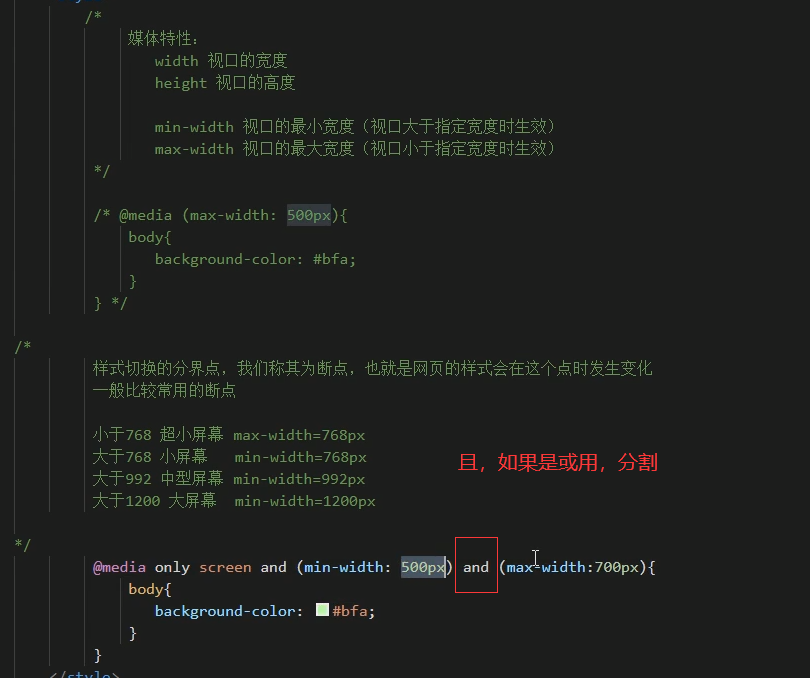 /*
媒体特性：
width 视口的宽度
height 视口的高度
min-width 视口的最小宽度（视口大于指定宽度时生效）
max-width 视口的最大宽度（视口小于指定宽度时生效）
*/
/* @media (max-width: 500px){
body{
background-color: #bfa;
}
} */
/*
样式切换的分界点，我们称其为断点，也就是网页的样式会在这个点时发生变化
一般比较常用的断点
小于768 超小屏幕 max-width=768px
大于768 小屏幕 min-width=768px
且，如果是或用，分割
大于992 中型屏幕 min-width=992px
大于1200 大屏幕 min-width=1200px
*/
@media only screen and (min-width: 500px) and (max-width:700px){
body{
background-color: #bfa;
}
}
</style>